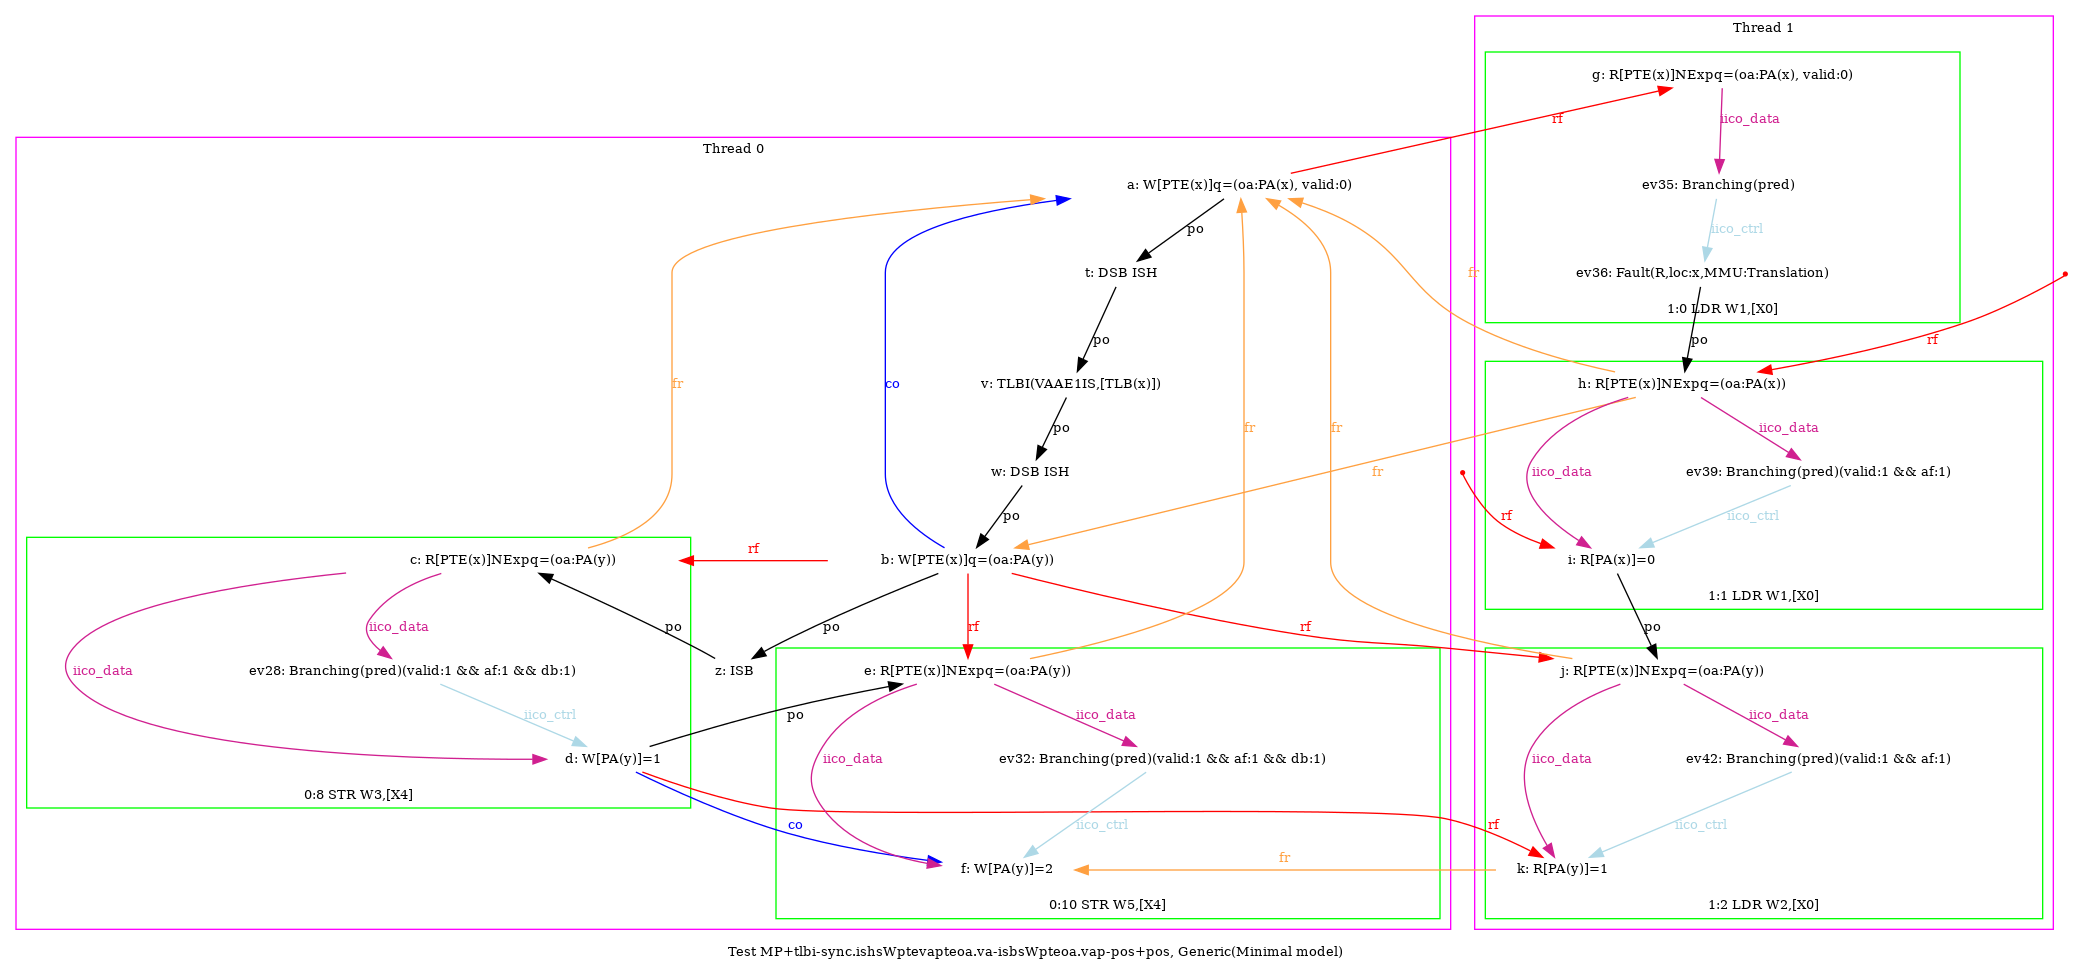 Thread 1
g: R[PTE(x)]NExpq=(oa:PA(x), valid:0)
rf
iico_data
Thread 0
a: W[PTE(x)]q=(oa:PA(x), valid:0)
ev35: Branching(pred)
po
iico_ctrl
t: DSB ISH
fr
ev36: Fault(R,loc:x,MMU:Translation)
1:0 LDR W1,[X0]
po
po
rf
fr
co
v: TLBI(VAAE1IS,[TLB(x)])
h: R[PTE(x)]NExpq=(oa:PA(x))
po
fr
fr
iico_data
w: DSB ISH
fr
iico_data
ev39: Branching(pred)(valid:1 && af:1)
po
rf
iico_ctrl
c: R[PTE(x)]NExpq=(oa:PA(y))
rf
b: W[PTE(x)]q=(oa:PA(y))
i: R[PA(x)]=0
1:1 LDR W1,[X0]
iico_data
po
po
rf
rf
po
iico_data
ev28: Branching(pred)(valid:1 && af:1 && db:1)
z: ISB
e: R[PTE(x)]NExpq=(oa:PA(y))
j: R[PTE(x)]NExpq=(oa:PA(y))
iico_ctrl
po
iico_data
iico_data
d: W[PA(y)]=1
iico_data
ev32: Branching(pred)(valid:1 && af:1 && db:1)
iico_data
ev42: Branching(pred)(valid:1 && af:1)
0:8 STR W3,[X4]
co
iico_ctrl
rf
iico_ctrl
f: W[PA(y)]=2
fr
k: R[PA(y)]=1
0:10 STR W5,[X4]
1:2 LDR W2,[X0]
Test MP+tlbi-sync.ishsWptevapteoa.va-isbsWpteoa.vap-pos+pos, Generic(Minimal model)